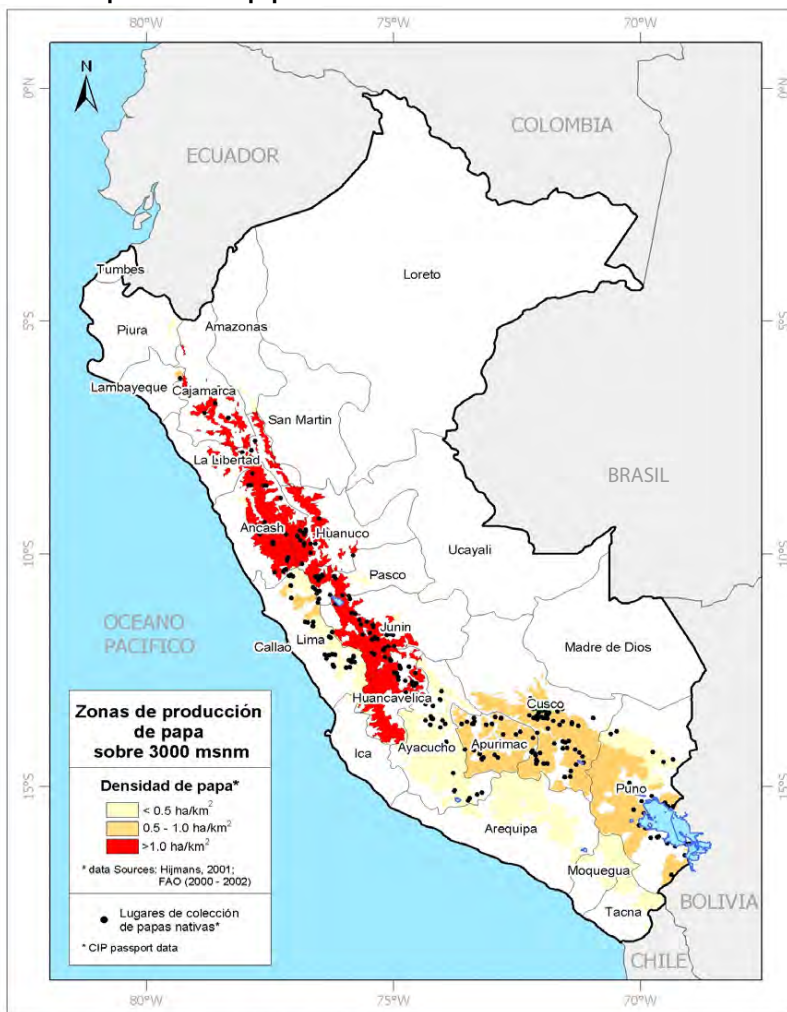 80°W 75°W 70°W
N
0°N 0°N
COLOMBIA
ECUADOR
Tumbes
Loreto
5°S 5°S
Piura
Amazonas
Lambayeque
Cajamarca
San Martin
La Libertad
BRASIL
Ancash
Huanuco
10°S 10°S
Ucayali
Pasco
OCEANO
PACIFICO
Junin
Lima
Callao
Madre de Dios
Huancavelica
Cusco
Zonas de producción
de papa
sobre 3000 msnm
Ica
Ayacucho
Apurimac
15°S 15°S
Puno
Densidad de papa*
< 0.5 ha/km²
0.5 - 1.0 ha/km²
>1.0 ha/km²
Arequipa
* data Sources: Hijmans, 2001;
FAO (2000 - 2002)
Moquegua
BOLIVIA
Tacna
Lugares de colección
de papas nativas*
* CIP passport data
CHILE
80°W 75°W 70°W